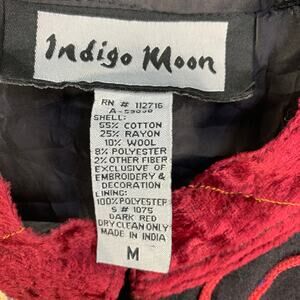 Indigo Moon
RN # 112716
SHELL:
55% COTTON
25% RAYON
10% WOOL
8% POLYESTER
2% OTHER FIBER
EXCLUSIVE OF
EMBROIDERY &
DECORATION
LINING:
100% POLYESTER
S # 1075
DARK RED
DRY CLEAN ONLY
MADE IN INDIA
M